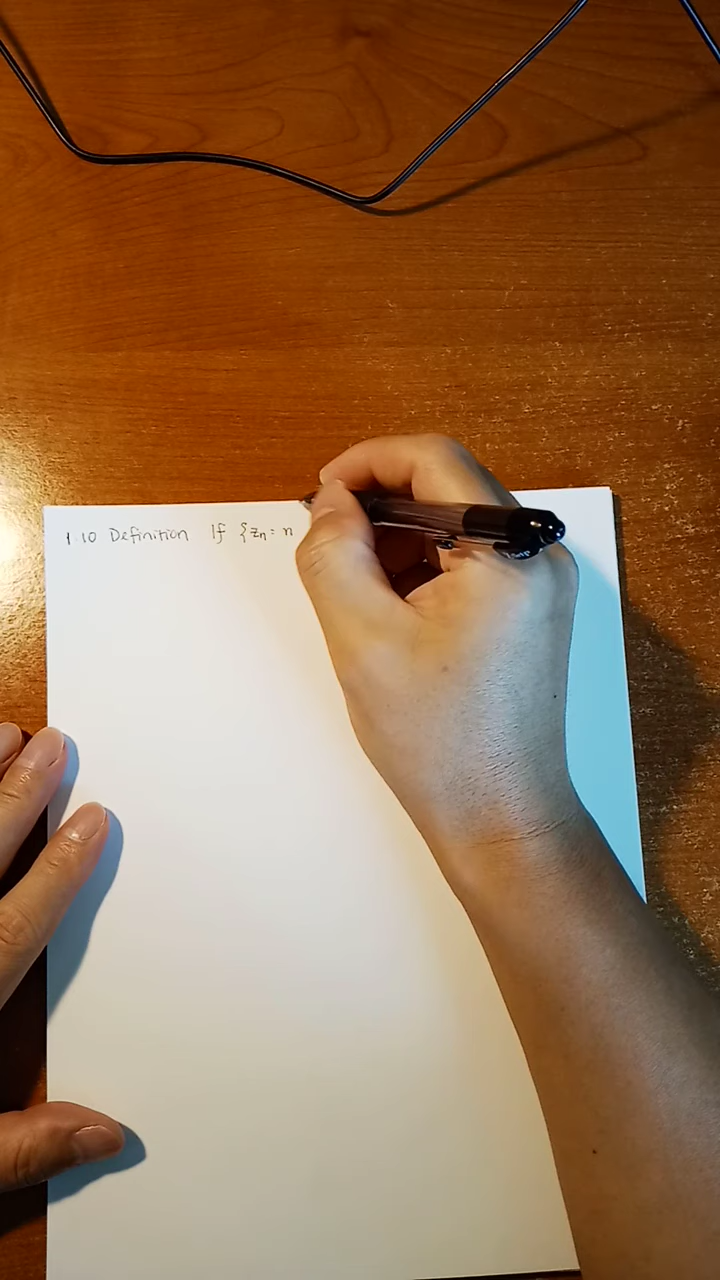 1.10 Definition If {zn = n